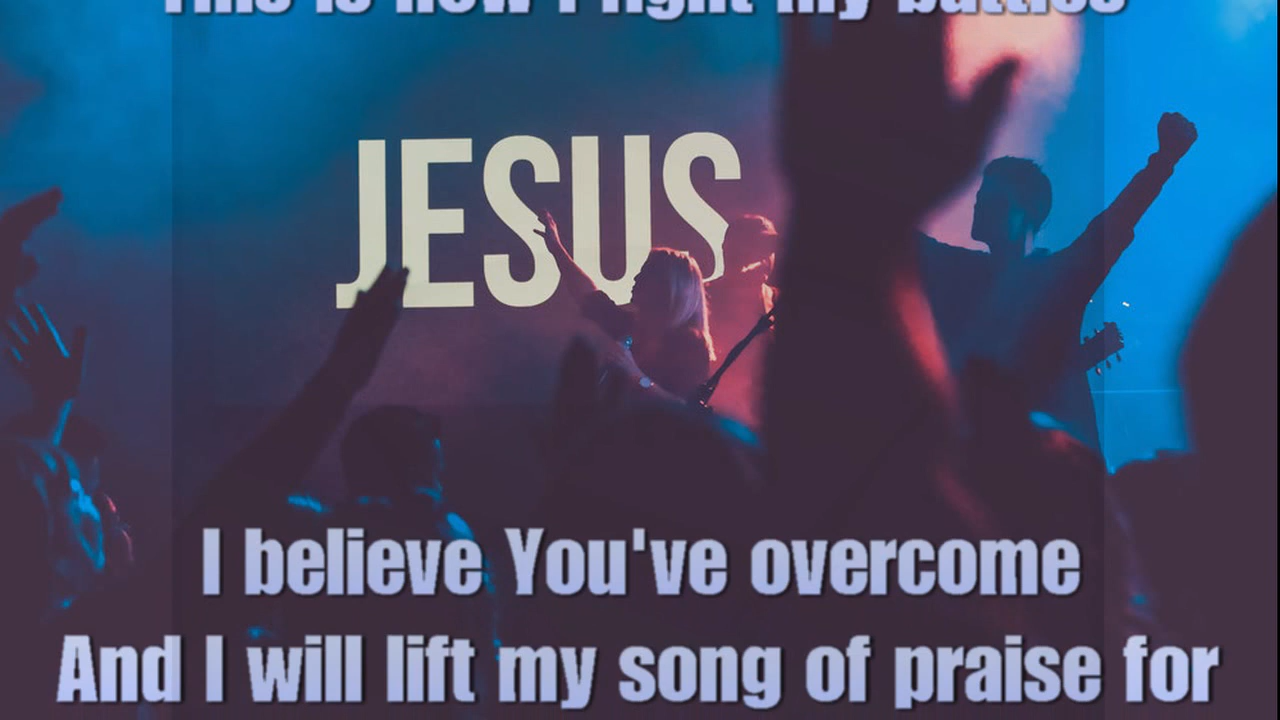 This is how I fight my battles
JESUS
I believe You've overcome
And I will lift my song of praise for